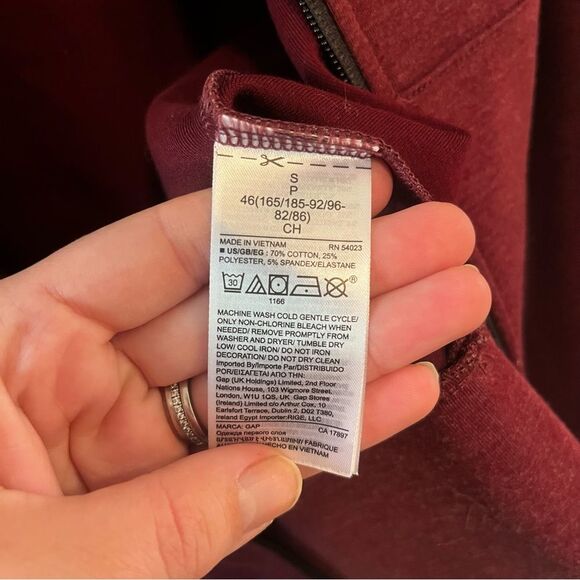 S
P
46(165/185-92/96-
82/86)
CH
MADE IN VIETNAM RN 54023
■ US/GB/EG : 70% COTTON, 25%
POLYESTER, 5% SPANDEX/ELASTANE
30 ®
1166
MACHINE WASH COLD GENTLE CYCLE/
ONLY NON-CHLORINE BLEACH WHEN
NEEDED/ REMOVE PROMPTLY FROM
WASHER AND DRYER/ TUMBLE DRY
LOW/ COOL IRON/ DO NOT IRON
DECORATION/ DO NOT DRY CLEAN
Imported By/Importe Par/DISTRIBUIDO
POR/ΕΙΣΑΓΕΤΑΙ ΑΠΟ ΤΗΝ:
Gap (UK Holdings) Limited, 2nd Floor
Nations House, 103 Wigmore Street,
London, W1U 1QS, UK Gap Stores
(Ireland) Limited c/o Arthur Cox, 10
Earlsfort Terrace, Dublin 2, D02 T380,
Ireland Egypt Importer:RIGE, LLC
MARCA: GAP CA 17897
Одежда первого слоя
FABRIQUE
HECHO EN VIETNAM